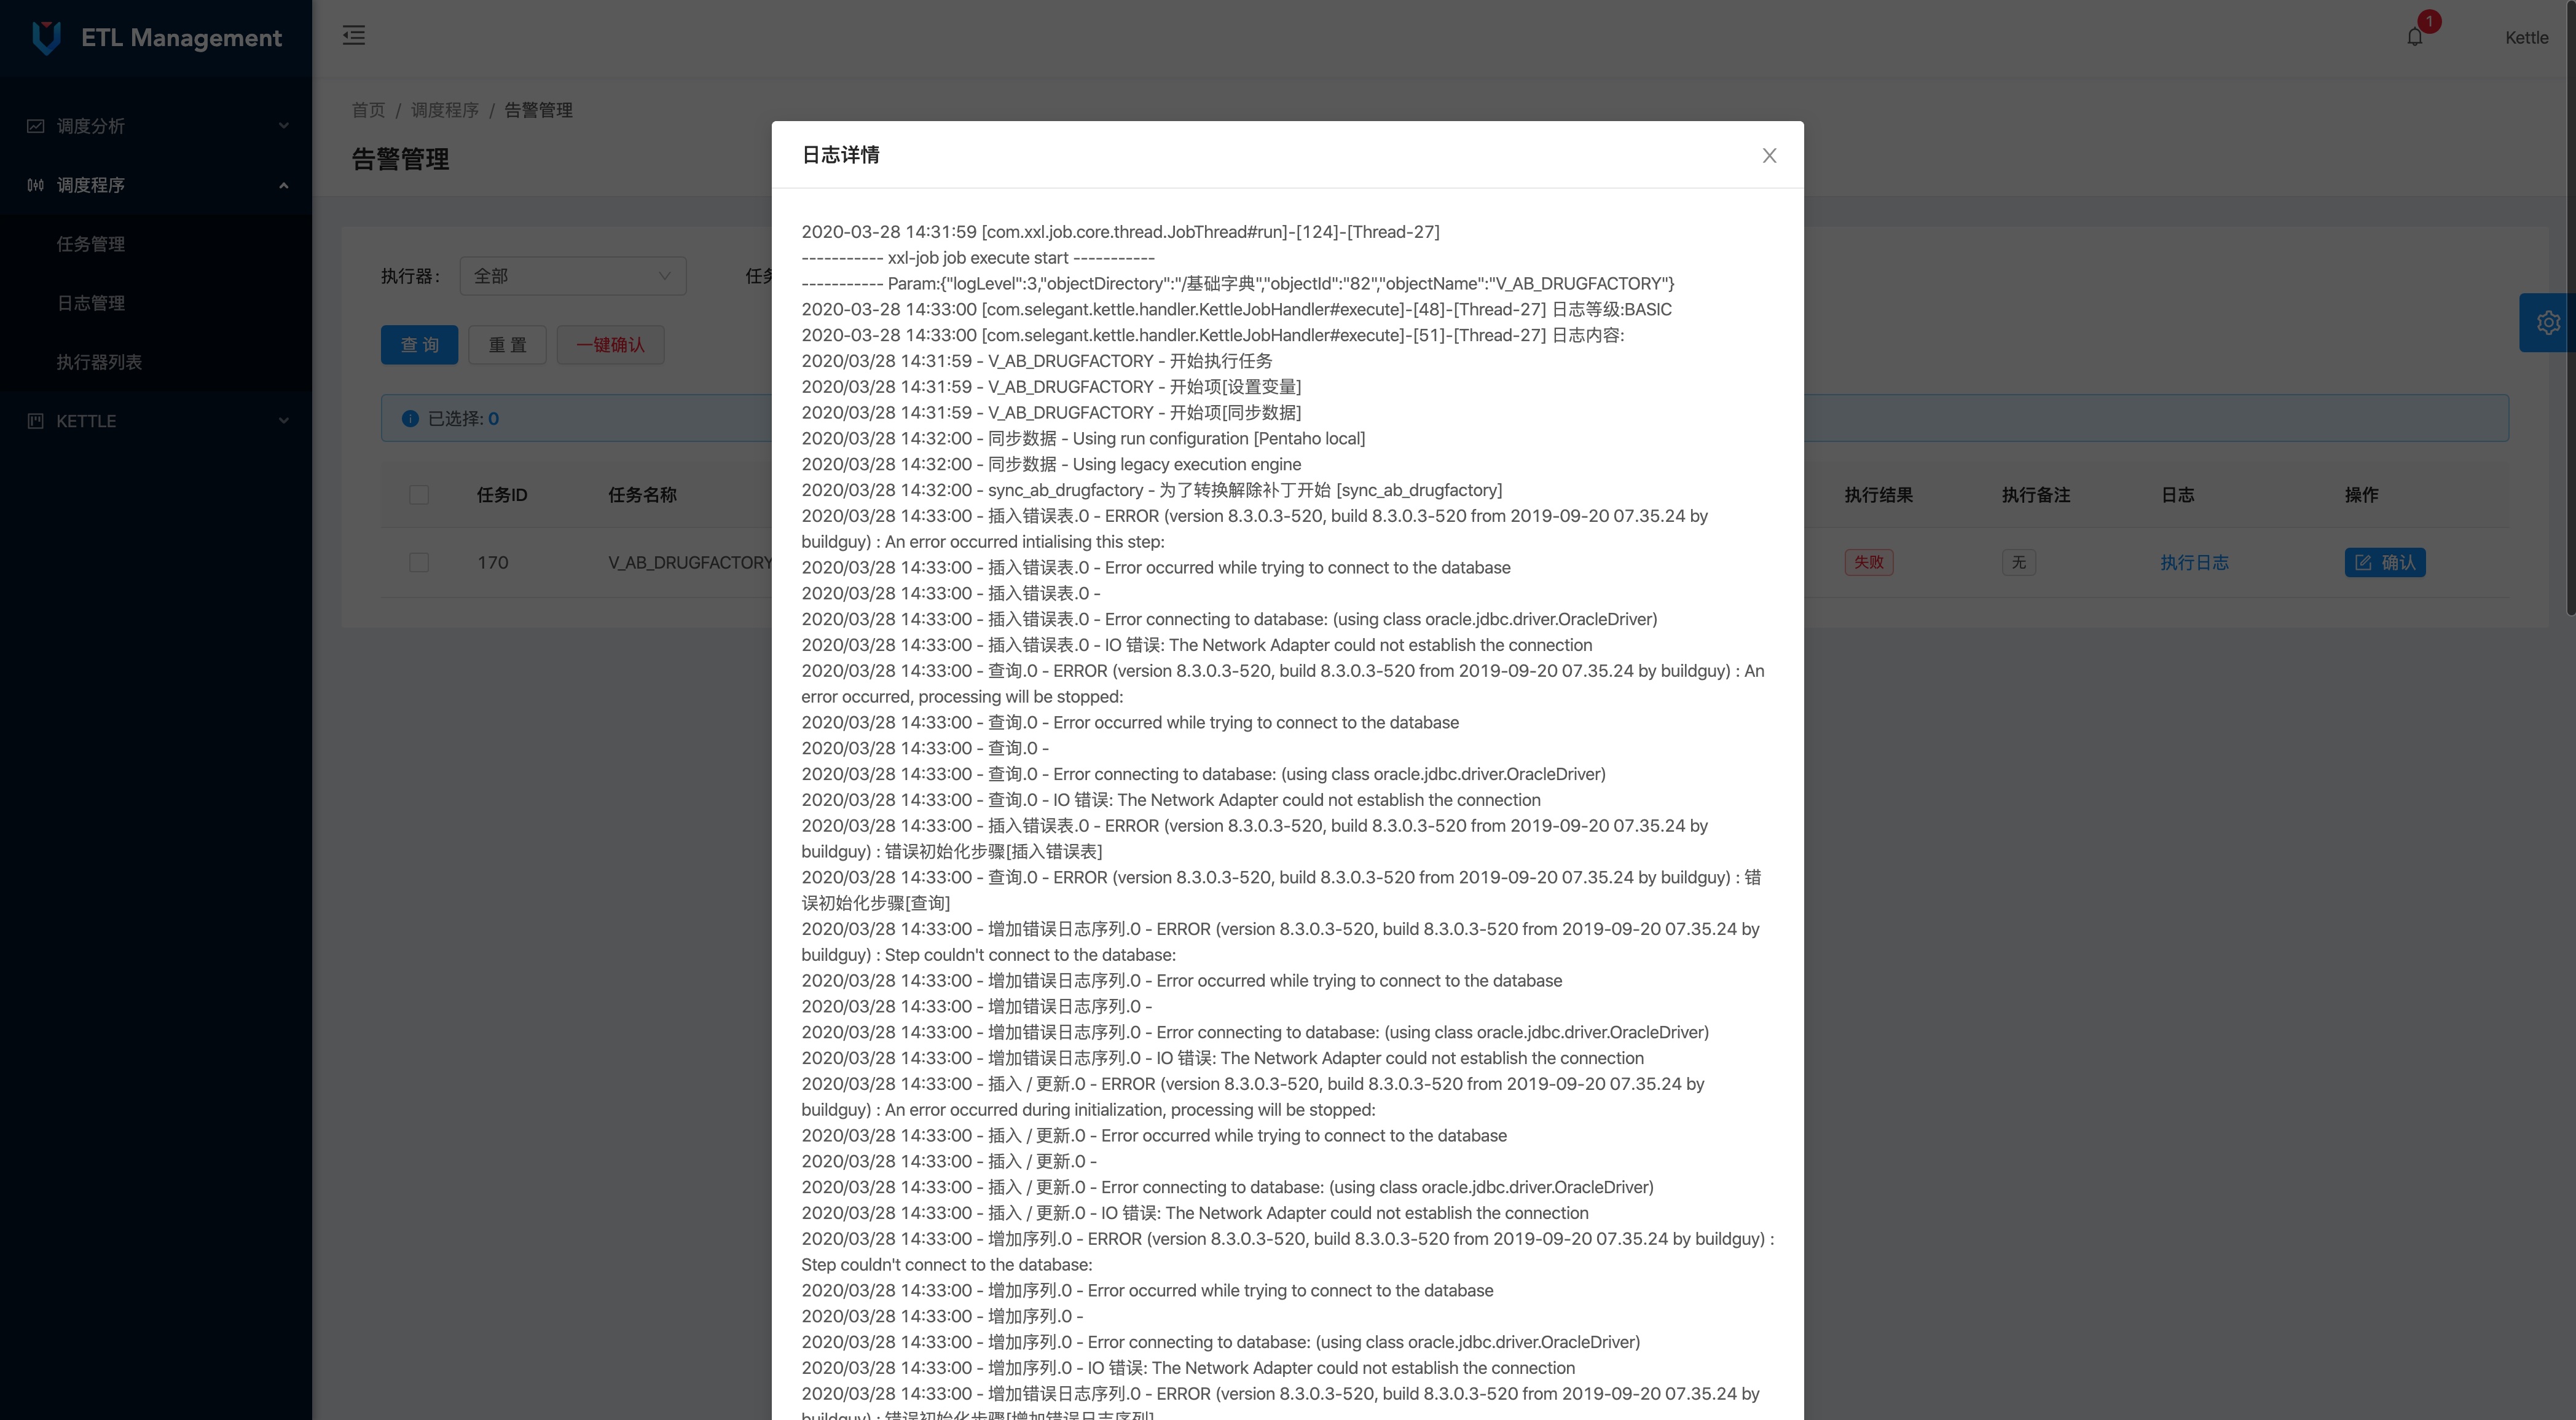 ETL Management
1
Kettle
调度分析
调度程序
任务管理
日志管理
执行器列表
KETTLE
首页 / 调度程序 / 告警管理
告警管理
执行器:
全部
任务
查 询
重 置
一键确认
已选择: 0
任务ID
任务名称
执行结果
执行备注
日志
操作
170
V_AB_DRUGFACTORY
失败
无
执行日志
确认
日志详情
2020-03-28 14:31:59 [com.xxl.job.core.thread.JobThread#run]-[124]-[Thread-27]
----------- xxl-job job execute start -----------
----------- Param:{"logLevel":3,"objectDirectory":"/基础字典","objectId":"82","objectName":"V_AB_DRUGFACTORY"}
2020-03-28 14:33:00 [com.selegant.kettle.handler.KettleJobHandler#execute]-[48]-[Thread-27] 日志等级:BASIC
2020-03-28 14:33:00 [com.selegant.kettle.handler.KettleJobHandler#execute]-[51]-[Thread-27] 日志内容:
2020/03/28 14:31:59 - V_AB_DRUGFACTORY - 开始执行任务
2020/03/28 14:31:59 - V_AB_DRUGFACTORY - 开始项[设置变量]
2020/03/28 14:31:59 - V_AB_DRUGFACTORY - 开始项[同步数据]
2020/03/28 14:32:00 - 同步数据 - Using run configuration [Pentaho local]
2020/03/28 14:32:00 - 同步数据 - Using legacy execution engine
2020/03/28 14:32:00 - sync_ab_drugfactory - 为了转换解除补丁开始 [sync_ab_drugfactory]
2020/03/28 14:33:00 - 插入错误表.0 - ERROR (version 8.3.0.3-520, build 8.3.0.3-520 from 2019-09-20 07.35.24 by
buildguy) : An error occurred intialising this step:
2020/03/28 14:33:00 - 插入错误表.0 - Error occurred while trying to connect to the database
2020/03/28 14:33:00 - 插入错误表.0 -
2020/03/28 14:33:00 - 插入错误表.0 - Error connecting to database: (using class oracle.jdbc.driver.OracleDriver)
2020/03/28 14:33:00 - 插入错误表.0 - IO 错误: The Network Adapter could not establish the connection
2020/03/28 14:33:00 - 查询.0 - ERROR (version 8.3.0.3-520, build 8.3.0.3-520 from 2019-09-20 07.35.24 by buildguy) : An
error occurred, processing will be stopped:
2020/03/28 14:33:00 - 查询.0 - Error occurred while trying to connect to the database
2020/03/28 14:33:00 - 查询.0 -
2020/03/28 14:33:00 - 查询.0 - Error connecting to database: (using class oracle.jdbc.driver.OracleDriver)
2020/03/28 14:33:00 - 查询.0 - IO 错误: The Network Adapter could not establish the connection
2020/03/28 14:33:00 - 插入错误表.0 - ERROR (version 8.3.0.3-520, build 8.3.0.3-520 from 2019-09-20 07.35.24 by
buildguy) : 错误初始化步骤[插入错误表]
2020/03/28 14:33:00 - 查询.0 - ERROR (version 8.3.0.3-520, build 8.3.0.3-520 from 2019-09-20 07.35.24 by buildguy) : 错
误初始化步骤[查询]
2020/03/28 14:33:00 - 增加错误日志序列.0 - ERROR (version 8.3.0.3-520, build 8.3.0.3-520 from 2019-09-20 07.35.24 by
buildguy) : Step couldn't connect to the database:
2020/03/28 14:33:00 - 增加错误日志序列.0 - Error occurred while trying to connect to the database
2020/03/28 14:33:00 - 增加错误日志序列.0 -
2020/03/28 14:33:00 - 增加错误日志序列.0 - Error connecting to database: (using class oracle.jdbc.driver.OracleDriver)
2020/03/28 14:33:00 - 增加错误日志序列.0 - IO 错误: The Network Adapter could not establish the connection
2020/03/28 14:33:00 - 插入 / 更新.0 - ERROR (version 8.3.0.3-520, build 8.3.0.3-520 from 2019-09-20 07.35.24 by
buildguy) : An error occurred during initialization, processing will be stopped:
2020/03/28 14:33:00 - 插入 / 更新.0 - Error occurred while trying to connect to the database
2020/03/28 14:33:00 - 插入 / 更新.0 -
2020/03/28 14:33:00 - 插入 / 更新.0 - Error connecting to database: (using class oracle.jdbc.driver.OracleDriver)
2020/03/28 14:33:00 - 插入 / 更新.0 - IO 错误: The Network Adapter could not establish the connection
2020/03/28 14:33:00 - 增加序列.0 - ERROR (version 8.3.0.3-520, build 8.3.0.3-520 from 2019-09-20 07.35.24 by buildguy) :
Step couldn't connect to the database:
2020/03/28 14:33:00 - 增加序列.0 - Error occurred while trying to connect to the database
2020/03/28 14:33:00 - 增加序列.0 -
2020/03/28 14:33:00 - 增加序列.0 - Error connecting to database: (using class oracle.jdbc.driver.OracleDriver)
2020/03/28 14:33:00 - 增加序列.0 - IO 错误: The Network Adapter could not establish the connection
2020/03/28 14:33:00 - 增加错误日志序列.0 - ERROR (version 8.3.0.3-520, build 8.3.0.3-520 from 2019-09-20 07.35.24 by
buildguy) : 错误初始化步骤[增加错误日志序列]